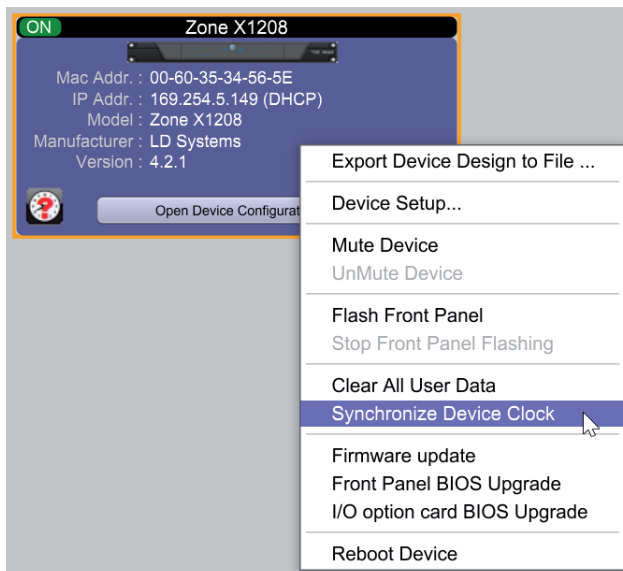 ON
Zone X1208
Mac Addr. : 00-60-35-34-56-5E
IP Addr. : 169.254.5.149 (DHCP)
Model : Zone X1208
Manufacturer : LD Systems
Version : 4.2.1
Open Device Configurat
Export Device Design to File ...
Device Setup...
Mute Device
UnMute Device
Flash Front Panel
Stop Front Panel Flashing
Clear All User Data
Synchronize Device Clock
Firmware update
Front Panel BIOS Upgrade
I/O option card BIOS Upgrade
Reboot Device